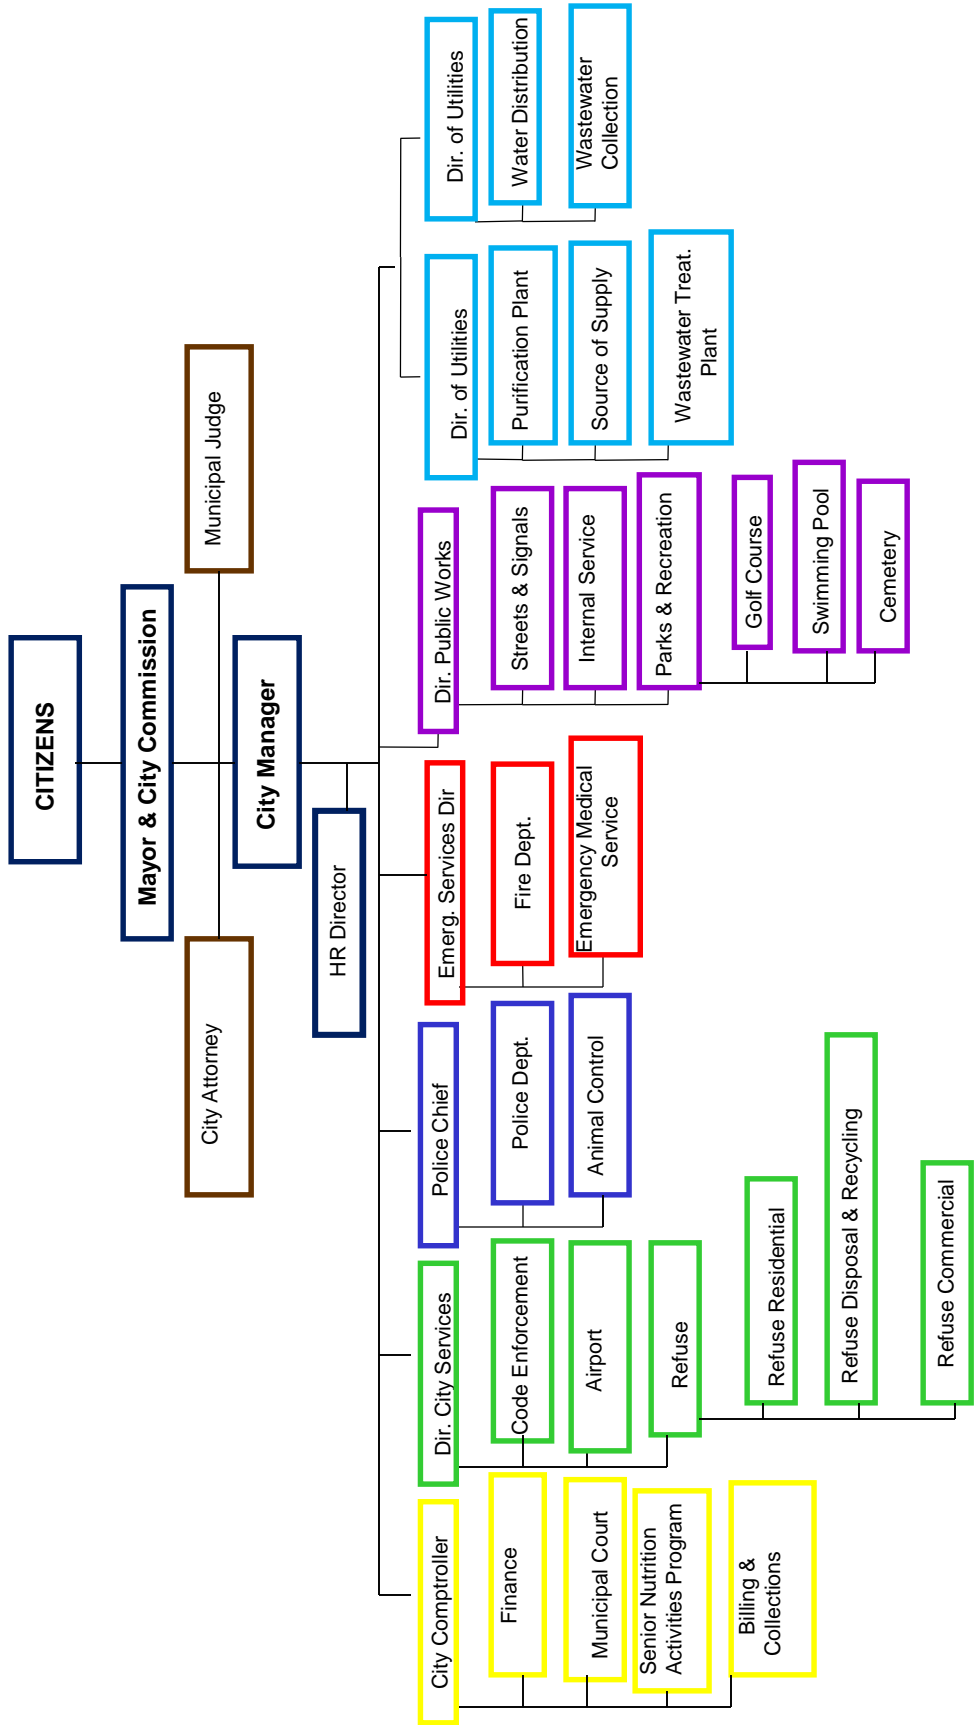 CITIZENS
Mayor & City Commission
City Attorney
Municipal Judge
City Manager
HR Director
City Comptroller
Finance
Municipal Court
Senior Nutrition
Activities Program
Billing &
Collections
Dir. City Services
Code Enforcement
Airport
Refuse
Refuse Residential
Refuse Disposal & Recycling
Refuse Commercial
Police Chief
Police Dept.
Animal Control
Emerg. Services Dir
Fire Dept.
Emergency Medical
Service
Dir. Public Works
Streets & Signals
Internal Service
Parks & Recreation
Golf Course
Swimming Pool
Cemetery
Dir. of Utilities
Purification Plant
Source of Supply
Wastewater Treat.
Plant
Dir. of Utilities
Water Distribution
Wastewater
Collection